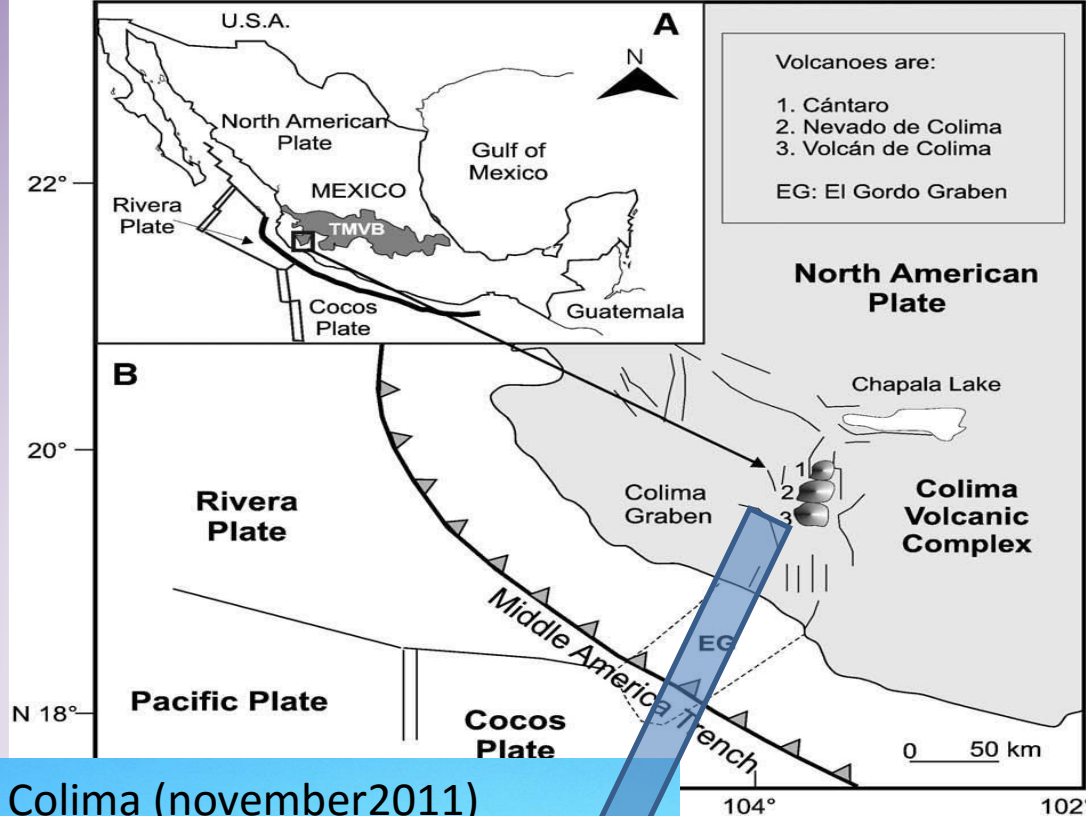 U.S.A.
A
N
North American
Plate
Gulf of
Mexico
22°
MEXICO
Rivera
Plate
TMVB
Cocos
Plate
Guatemala
Volcanoes are:
1. Cántaro
2. Nevado de Colima
3. Volcán de Colima
EG: El Gordo Graben
North American
Plate
B
Chapala Lake
20°
Rivera
Plate
Colima
Graben
1
2
3
Colima
Volcanic
Complex
Middle America Trench
EG
Pacific Plate
N 18°
Cocos
Plate
0 50 km
104°
102°
Colima (november2011)